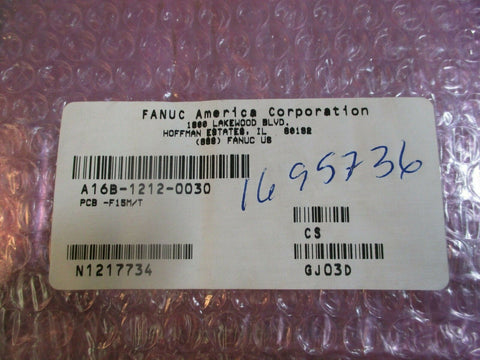 FANUC America Corporation
1800 LAKEWOOD BLVD.
HOFFMAN ESTATES, IL 60192
(888) FANUC US
A16B-1212-0030
PCB -F15M/T
1695736
CS
N1217734
GJ03D